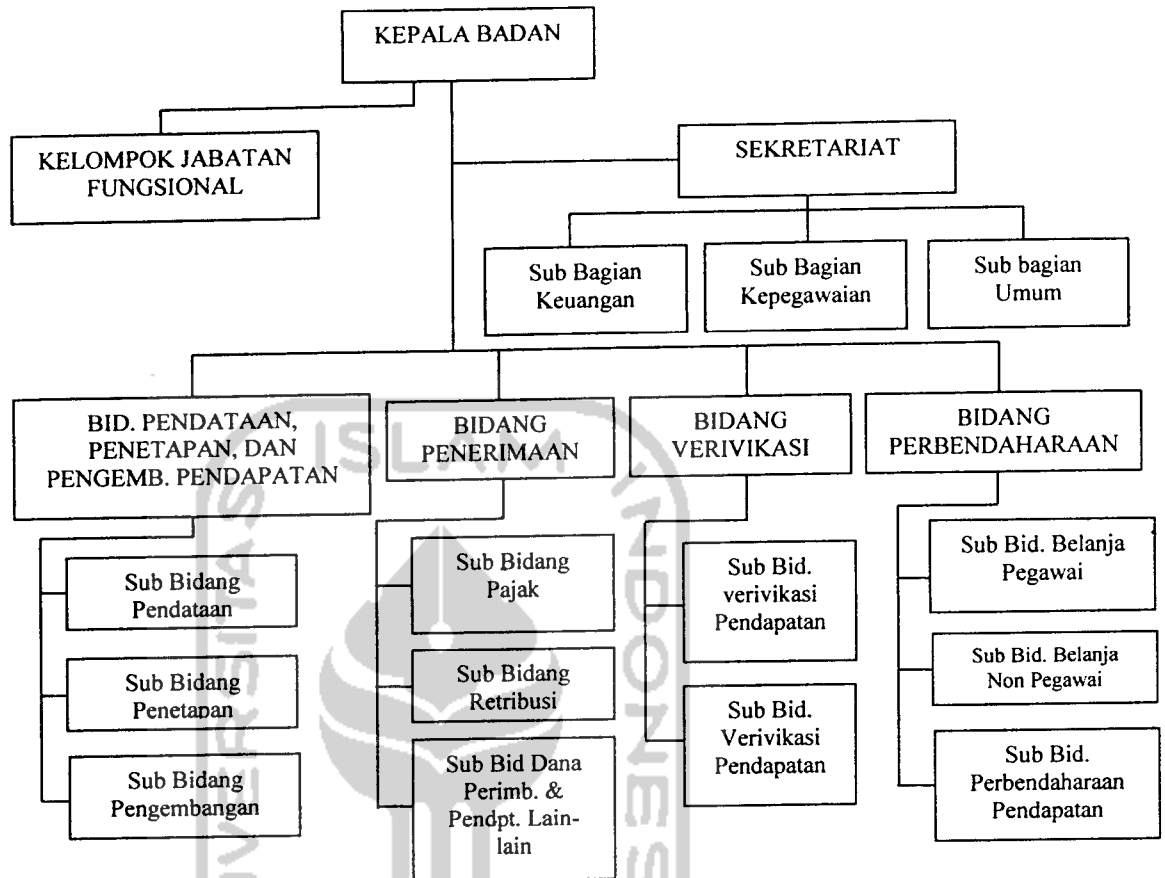 KEPALA BADAN
KELOMPOK JABATAN
FUNGSIONAL
SEKRETARIAT
Sub Bagian
Keuangan
Sub Bagian
Kepegawaian
Sub bagian
Umum
BID. PENDATAAN,
PENETAPAN, DAN
PENGEMB. PENDAPATAN
BIDANG
PENERIMAAN
BIDANG
VERIVIKASI
BIDANG
PERBENDAHARAAN
Sub Bidang
Pendataan
Sub Bidang
Penetapan
Sub Bidang
Pengembangan
Sub Bidang
Pajak
Sub Bidang
Retribusi
Sub Bid Dana
Perimb. &
Pendpt. Lain-
lain
Sub Bid.
verivikasi
Pendapatan
Sub Bid.
Verivikasi
Pendapatan
Sub Bid. Belanja
Pegawai
Sub Bid. Belanja
Non Pegawai
Sub Bid.
Perbendaharaan
Pendapatan
ISLAM
VERSITAS
INDONES